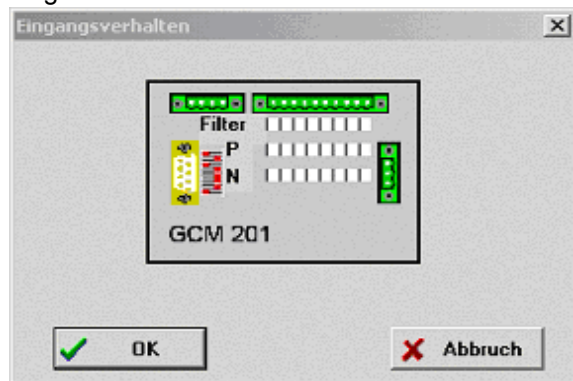 Eingangsverhalten
Filter
P
N
GCM 201
OK
Abbruch